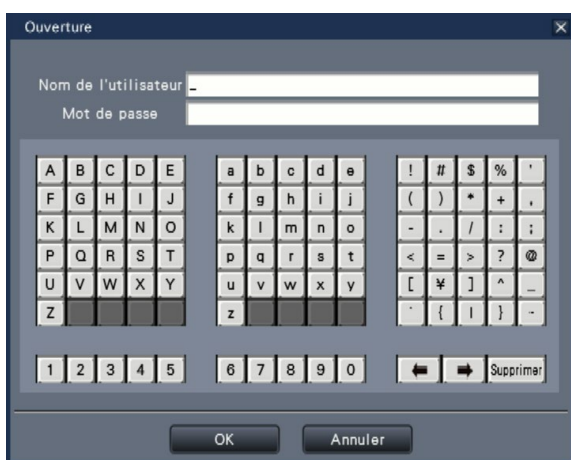 Ouverture
Nom de l'utilisateur _
Mot de passe
A B C D E a b c d e ! # $ % '
F G H I J f g h i j ( ) * + ,
K L M N O k l m n o - . / : ;
P Q R S T p q r s t < = > ? @
U V W X Y u v w x y [ ¥ ] ^ _
Z z ` { | } ~
1 2 3 4 5 6 7 8 9 0 Supprimer
OK Annuler